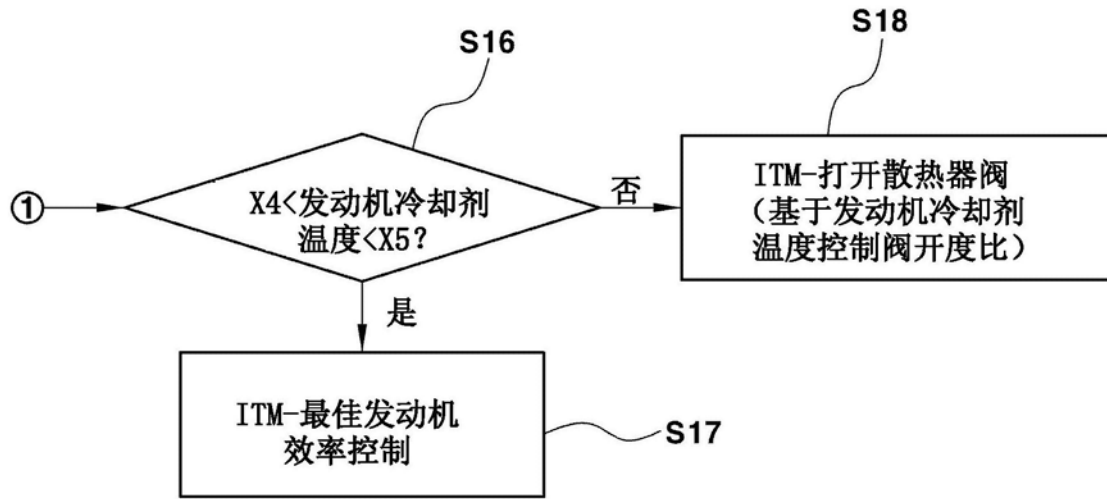 S16
S18
①
X4<发动机冷却剂
温度<X5?
否
ITM-打开散热器阀
(基于发动机冷却剂
温度控制阀开度比)
是
ITM-最佳发动机
效率控制
S17